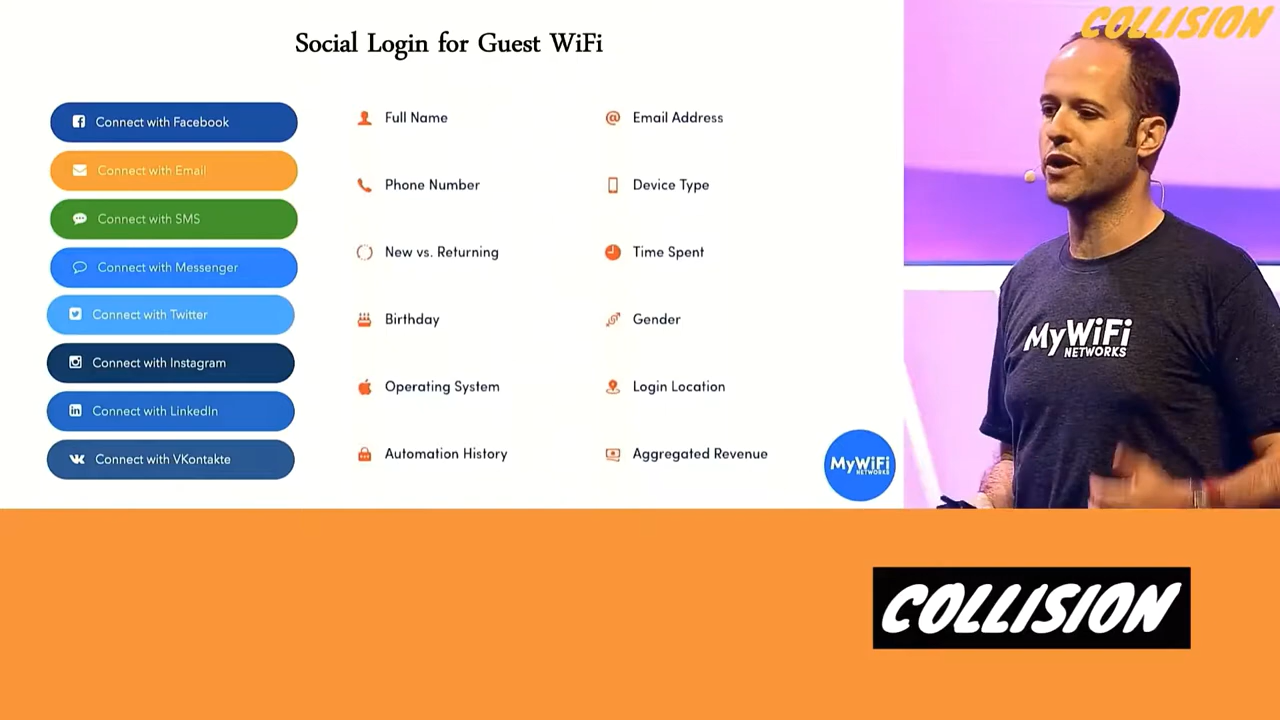 Social Login for Guest WiFi
Connect with Facebook
Connect with Email
Connect with SMS
Connect with Messenger
Connect with Twitter
Connect with Instagram
Connect with LinkedIn
Connect with VKontakte
Full Name
Email Address
Phone Number
Device Type
New vs. Returning
Time Spent
Birthday
Gender
Operating System
Login Location
Automation History
Aggregated Revenue
MyWiFi
NETWORKS
COLLISION
MyWiFi
NETWORKS
COLLISION